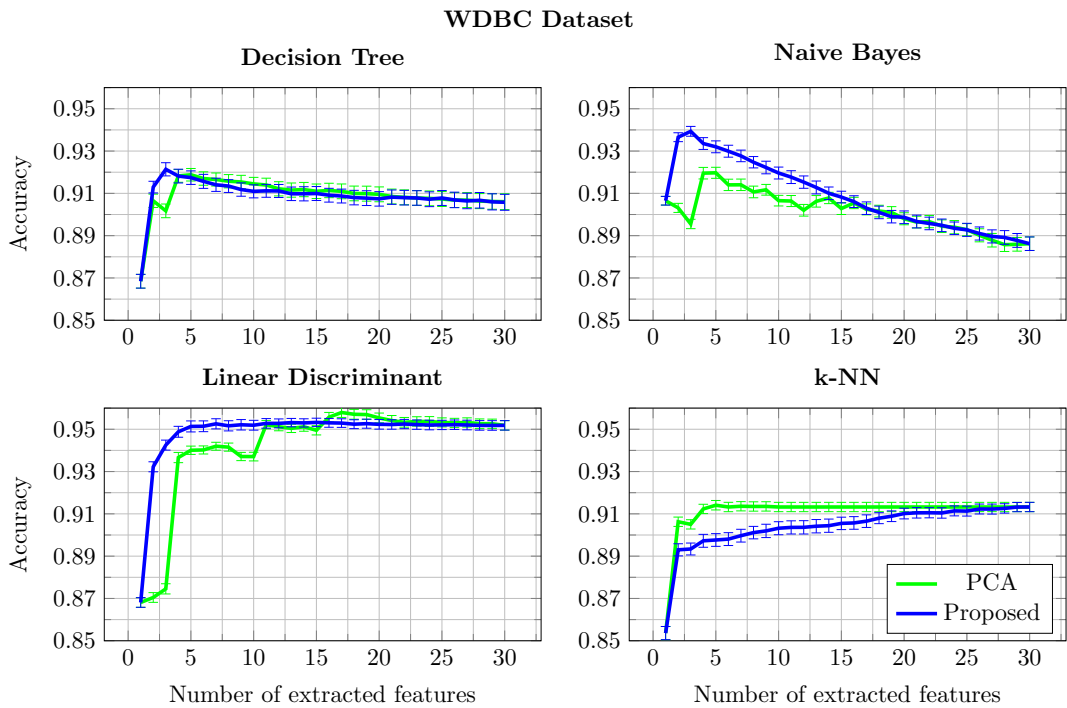 WDBC Dataset
Decision Tree
Accuracy
0.95
0.93
0.91
0.89
0.87
0.85
0 5 10 15 20 25 30
Naive Bayes
0.95
0.93
0.91
0.89
0.87
0.85
0 5 10 15 20 25 30
Linear Discriminant
Accuracy
0.95
0.93
0.91
0.89
0.87
0.85
0 5 10 15 20 25 30
Number of extracted features
k-NN
0.95
0.93
0.91
0.89
0.87
0.85
PCA
Proposed
0 5 10 15 20 25 30
Number of extracted features